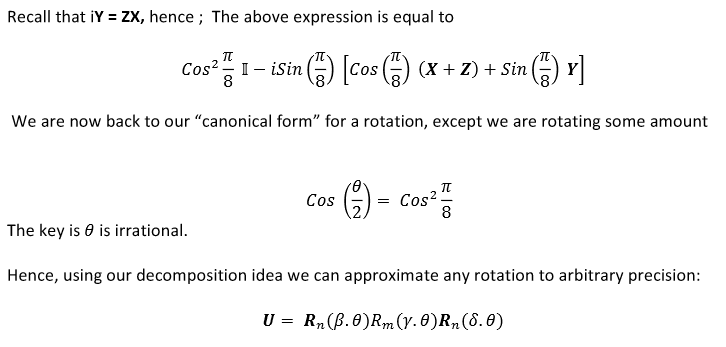 Recall that iY = ZX, hence ; The above expression is equal to
Cos² π/8 𝕀 − iSin (π/8) [Cos (π/8) (X + Z) + Sin (π/8) Y]
We are now back to our “canonical form” for a rotation, except we are rotating some amount
Cos (θ/2) = Cos² π/8
The key is θ is irrational.
Hence, using our decomposition idea we can approximate any rotation to arbitrary precision:
U = Rₙ(β.θ)Rₘ(γ.θ)Rₙ(δ.θ)